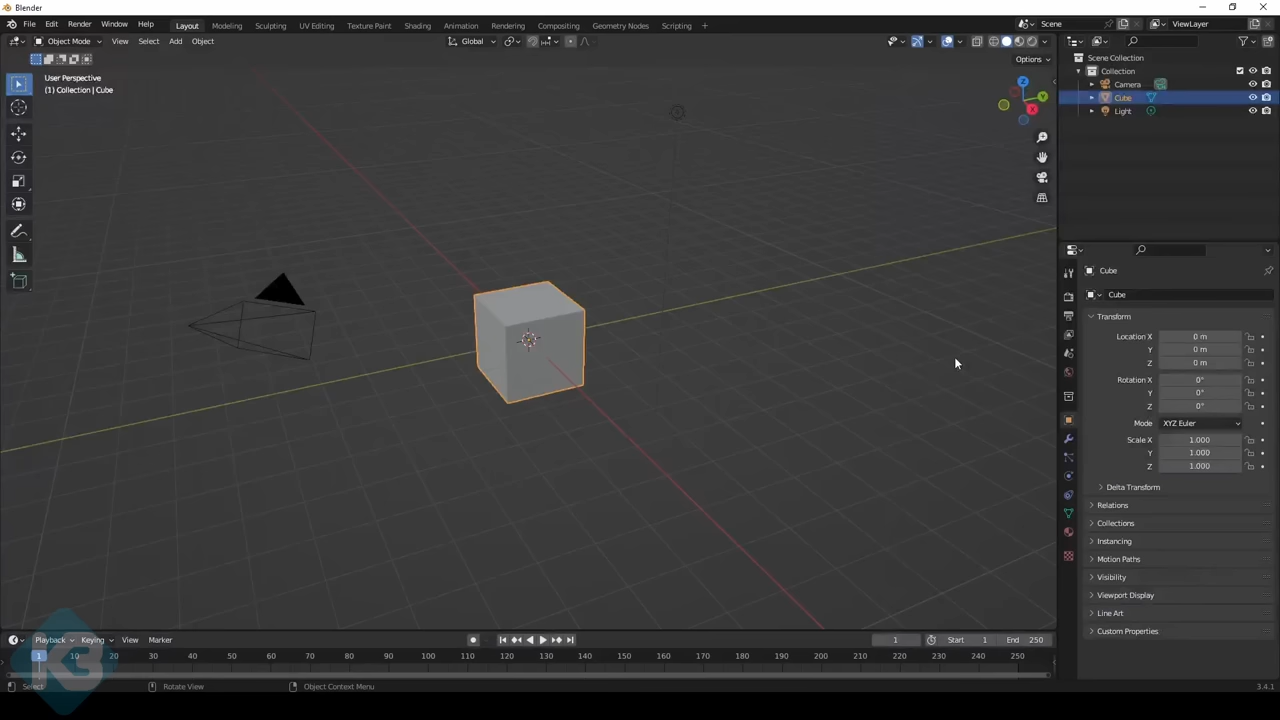 Blender
File Edit Render Window Help Layout Modeling Sculpting UV Editing Texture Paint Shading Animation Rendering Compositing Geometry Nodes Scripting + Scene ViewLayer
Object Mode View Select Add Object Global
Options
User Perspective
(1) Collection | Cube
X
Y
Z
Scene Collection
Collection
Camera
Cube
Light
Cube
Cube
Transform
Location X 0 m
Y 0 m
Z 0 m
Rotation X 0°
Y 0°
Z 0°
Mode XYZ Euler
Scale X 1.000
Y 1.000
Z 1.000
Delta Transform
Relations
Collections
Instancing
Motion Paths
Visibility
Viewport Display
Line Art
Custom Properties
Playback Keying View Marker 1 Start 1 End 250
1 10 20 30 40 50 60 70 80 90 100 110 120 130 140 150 160 170 180 190 200 210 220 230 240 250
K3
Select Rotate View Object Context Menu 3.4.1